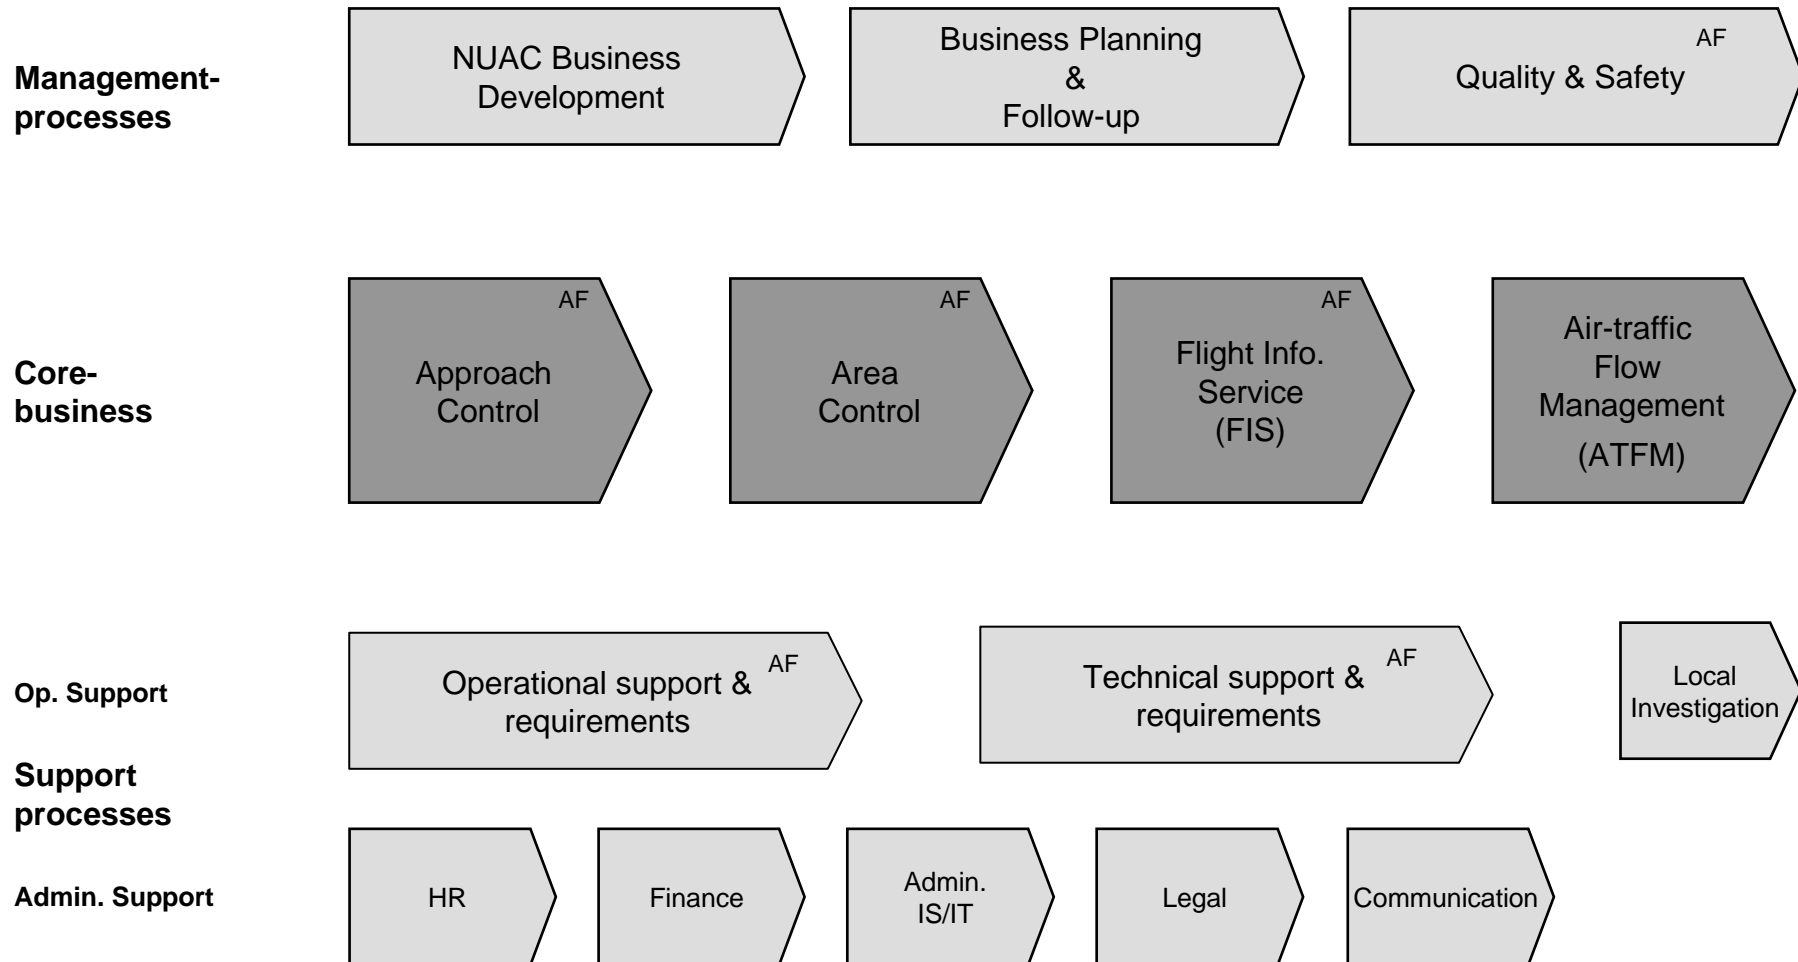 Management-
processes
NUAC Business
Development
Business Planning
&
Follow-up
AF
Quality & Safety
Core-
business
AF
Approach
Control
AF
Area
Control
AF
Flight Info.
Service
(FIS)
Air-traffic
Flow
Management
(ATFM)
Op. Support
AF
Operational support &
requirements
AF
Technical support &
requirements
Local
Investigation
Support
processes
Admin. Support
HR
Finance
Admin.
IS/IT
Legal
Communication